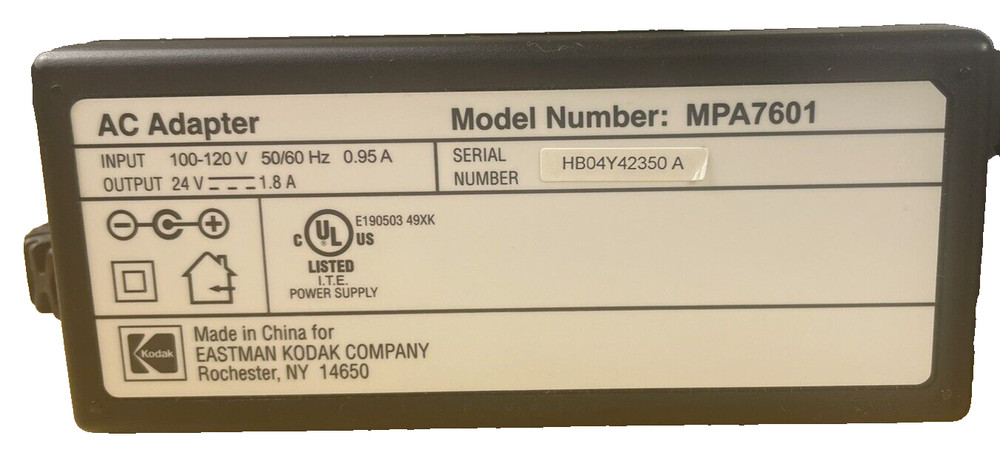 AC Adapter
Model Number: MPA7601
INPUT 100-120 V 50/60 Hz 0.95 A
OUTPUT 24 V 1.8 A
SERIAL
NUMBER
HB04Y42350 A
E190503 49XK
C UL US
®
LISTED
I.T.E.
POWER SUPPLY
Kodak
Made in China for
EASTMAN KODAK COMPANY
Rochester, NY 14650